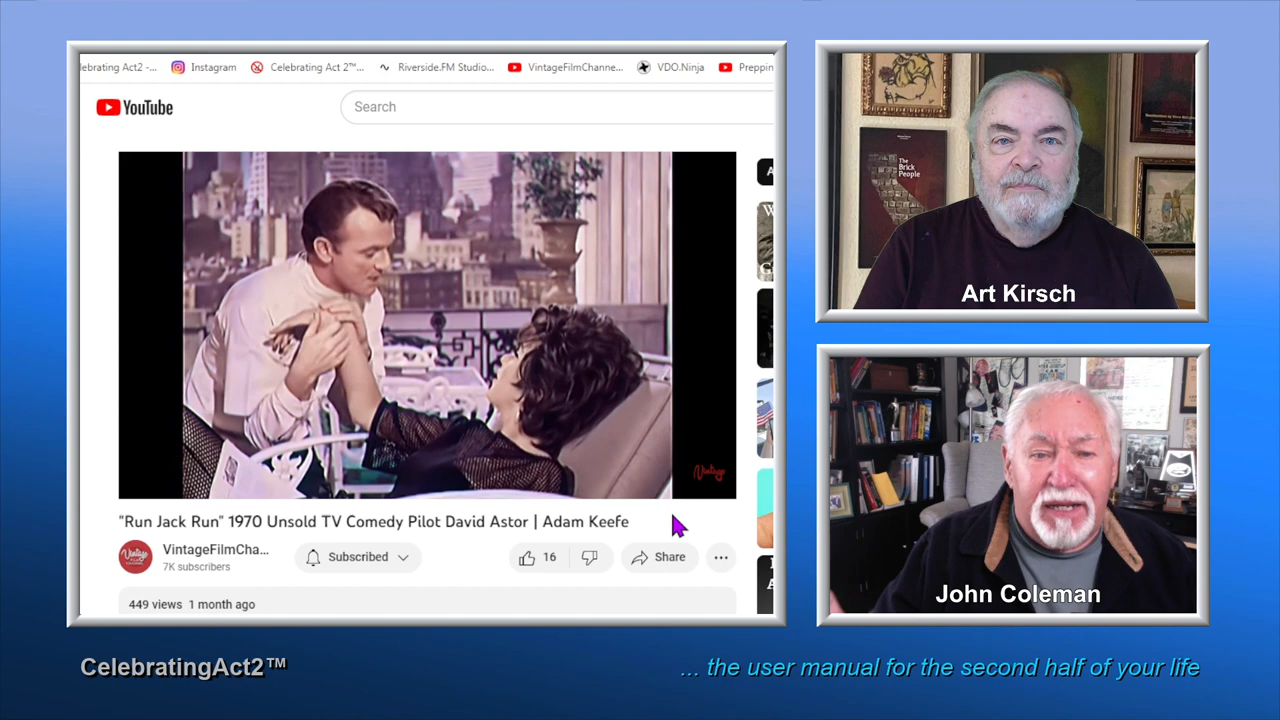 lebrating Act2 -... Instagram Celebrating Act 2™... Riverside.FM Studio... VintageFilmChanne... VDO.Ninja Preppin
YouTube
Search
Vintage
"Run Jack Run" 1970 Unsold TV Comedy Pilot David Astor | Adam Keefe
VintageFilmCha...
7K subscribers
Subscribed
16
Share
449 views 1 month ago
The
Brick
People
Art Kirsch
John Coleman
CelebratingAct2™
... the user manual for the second half of your life